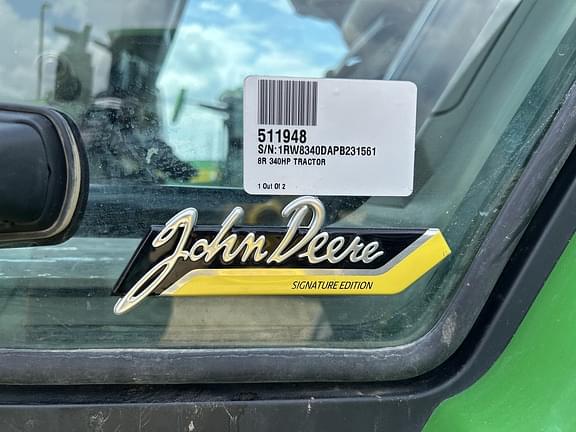 511948
S/N:1RW8340DAPB231561
8R 340HP TRACTOR
1 Out Of 2
John Deere
SIGNATURE EDITION